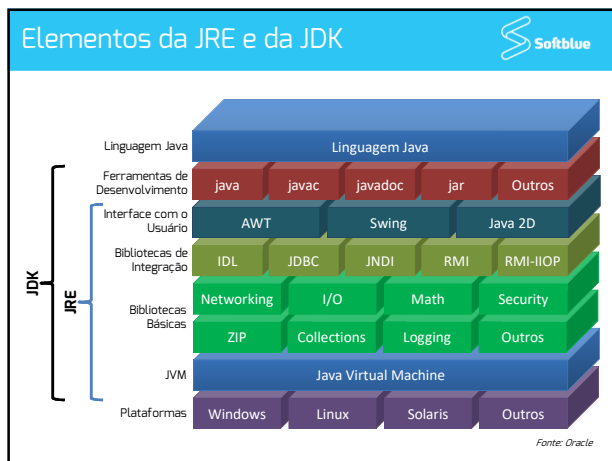 Elementos da JRE e da JDK
Softblue
Linguagem Java
Linguagem Java
Ferramentas de
Desenvolvimento
java javac javadoc jar Outros
Interface com o
Usuário
AWT Swing Java 2D
Bibliotecas de
Integração
IDL JDBC JNDI RMI RMI-IIOP
Bibliotecas
Básicas
Networking I/O Math Security
ZIP Collections Logging Outros
JVM
Java Virtual Machine
Plataformas
Windows Linux Solaris Outros
JDK
JRE
Fonte: Oracle